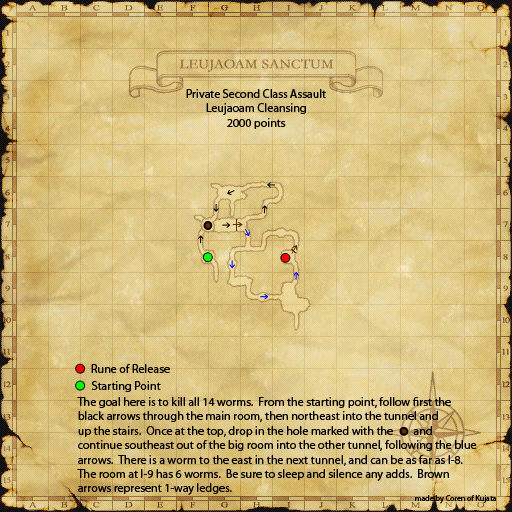 A B C D E F G H I J K L M N O
LEUJAOAM SANCTUM
Private Second Class Assault
Leujaoam Cleansing
2000 points
Rune of Release
Starting Point
The goal here is to kill all 14 worms. From the starting point, follow first the
black arrows through the main room, then northeast into the tunnel and
up the stairs. Once at the top, drop in the hole marked with the and
continue southeast out of the big room into the other tunnel, following the blue
arrows. There is a worm to the east in the next tunnel, and can be as far as I-8.
The room at I-9 has 6 worms. Be sure to sleep and silence any adds. Brown
arrows represent 1-way ledges.
made by Coren of Kujata